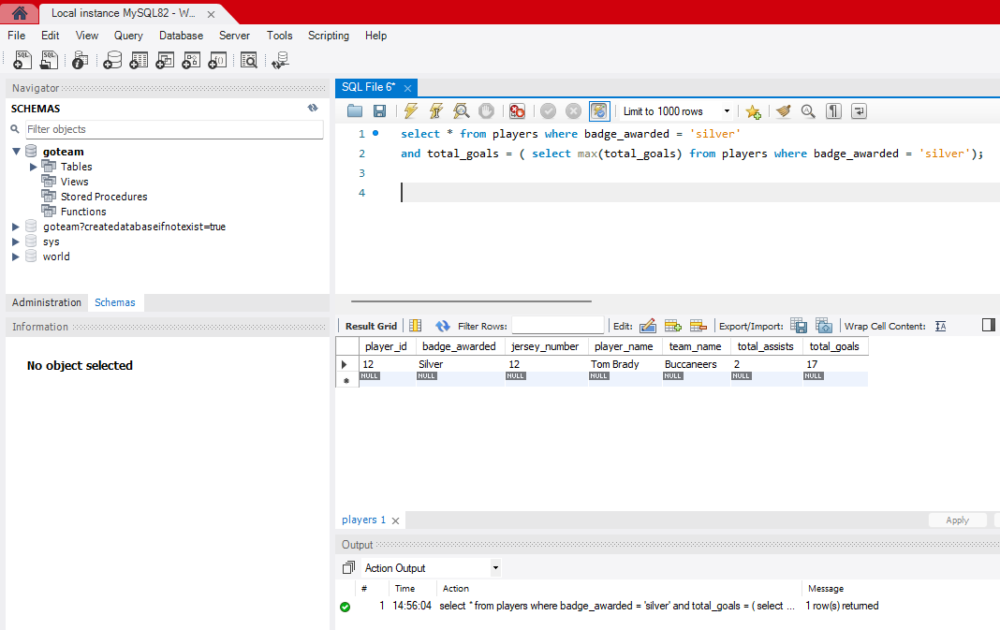 Local instance MySQL82 - W... ×
File Edit View Query Database Server Tools Scripting Help
Navigator
SCHEMAS
Filter objects
goteam
Tables
Views
Stored Procedures
Functions
goteam?createdatabaseifnotexist=true
sys
world
Administration Schemas
Information
No object selected
SQL File 6* ×
Limit to 1000 rows
1 select * from players where badge_awarded = 'silver'
2 and total_goals = ( select max(total_goals) from players where badge_awarded = 'silver');
3
4
Result Grid Filter Rows: Edit: Export/Import: Wrap Cell Content: IA
player_id badge_awarded jersey_number player_name team_name total_assists total_goals
12 Silver 12 Tom Brady Buccaneers 2 17
NULL NULL NULL NULL NULL NULL NULL
players 1 ×
Apply
Output
Action Output
# Time Action Message
1 14:56:04 select * from players where badge_awarded = 'silver' and total_goals = ( select ... 1 row(s) returned